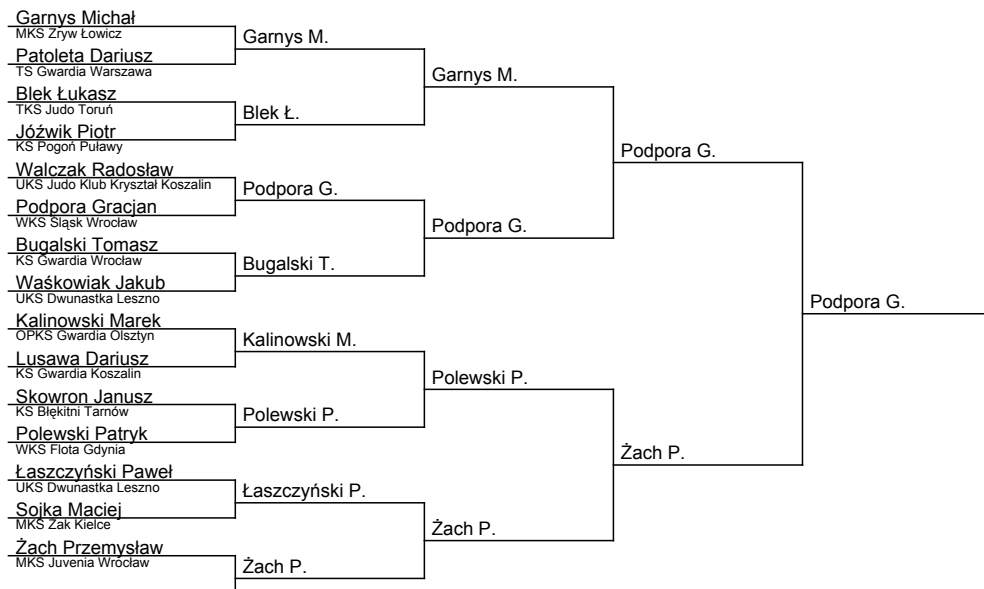 Garnys Michał
MKS Zryw Łowicz
Patoleta Dariusz
TS Gwardia Warszawa
Blek Łukasz
TKS Judo Toruń
Jóźwik Piotr
KS Pogoń Puławy
Walczak Radosław
UKS Judo Klub Kryształ Koszalin
Podpora Gracjan
WKS Śląsk Wrocław
Bugalski Tomasz
KS Gwardia Wrocław
Waśkowiak Jakub
UKS Dwunastka Leszno
Kalinowski Marek
OPKS Gwardia Olsztyn
Lusawa Dariusz
KS Gwardia Koszalin
Skowron Janusz
KS Błękitni Tarnów
Polewski Patryk
WKS Flota Gdynia
Łaszczyński Paweł
UKS Dwunastka Leszno
Sojka Maciej
MKS Żak Kielce
Żach Przemysław
MKS Juvenia Wrocław
Garnys M.
Blek Ł.
Podpora G.
Bugalski T.
Kalinowski M.
Polewski P.
Łaszczyński P.
Żach P.
Garnys M.
Podpora G.
Polewski P.
Żach P.
Podpora G.
Żach P.
Podpora G.